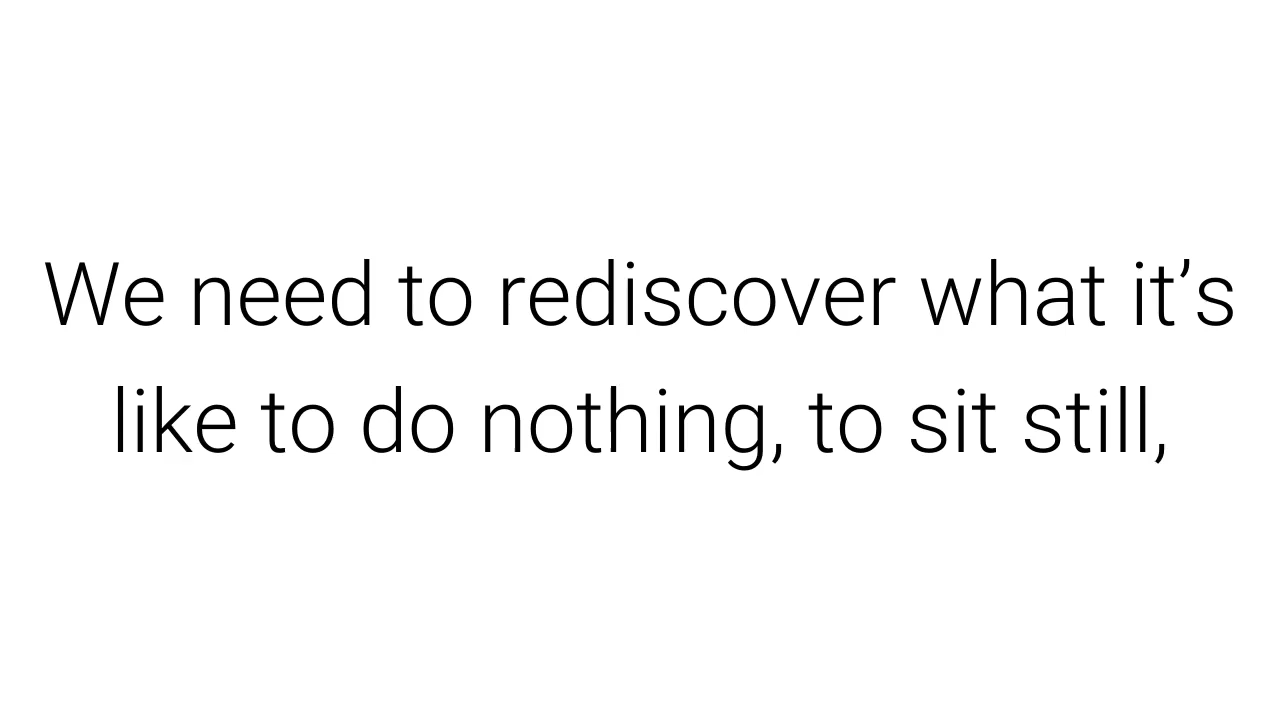 We need to rediscover what it’s
like to do nothing, to sit still,